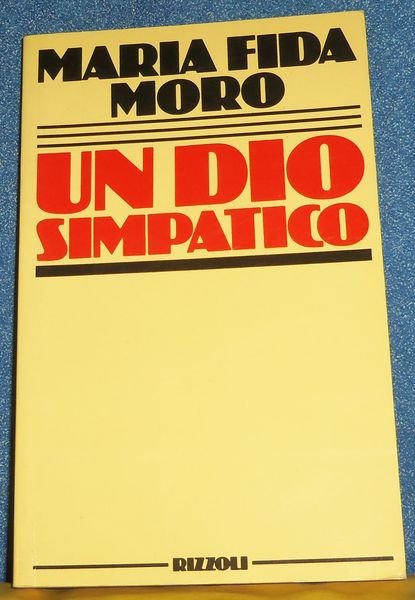 MARIA FIDA
MORO
UN DIO
SIMPATICO
RIZZOLI